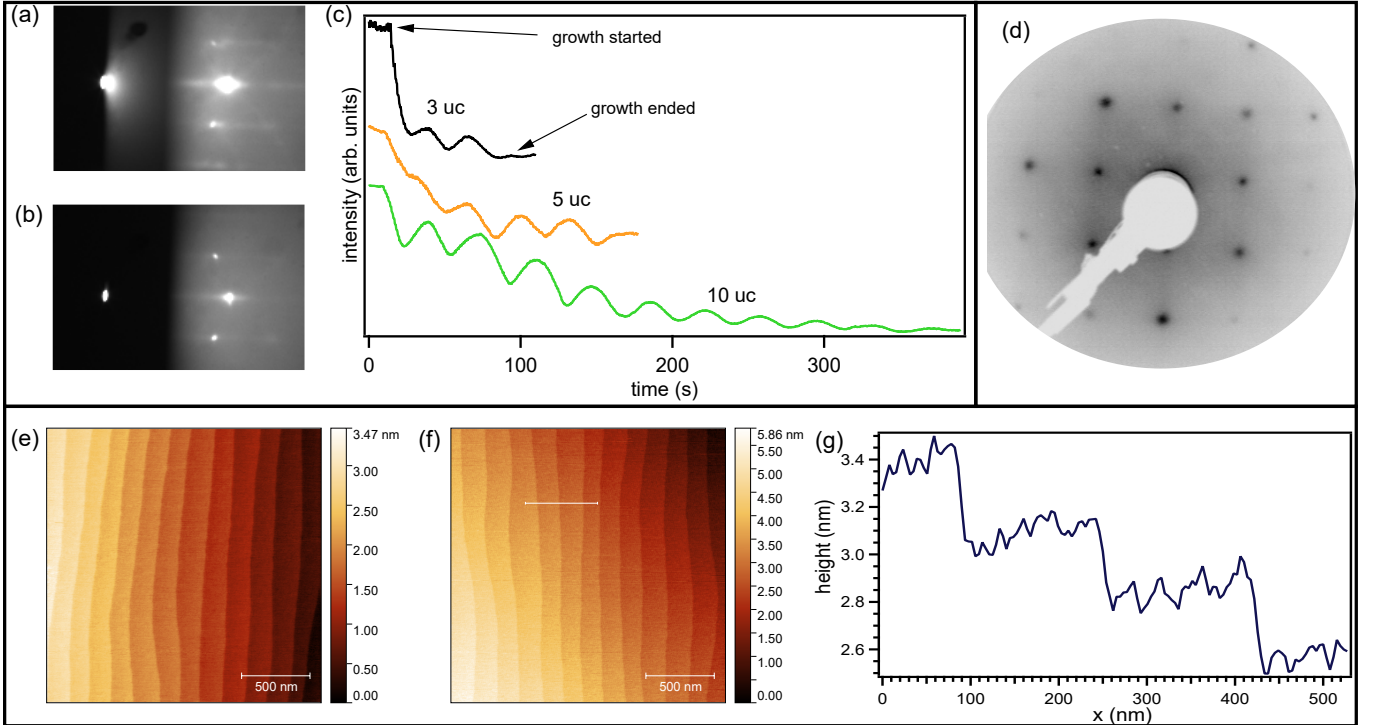 (a)
(b)
(c)
growth started
3 uc
growth ended
5 uc
10 uc
intensity (arb. units)
0
100
200
300
time (s)
(d)
(e)
500 nm
3.47 nm
3.00
2.50
2.00
1.50
1.00
0.50
0.00
(f)
500 nm
5.86 nm
5.50
5.00
4.50
4.00
3.50
3.00
2.50
2.00
1.50
1.00
0.00
(g)
height (nm)
3.4
3.2
3.0
2.8
2.6
0
100
200
300
400
500
x (nm)